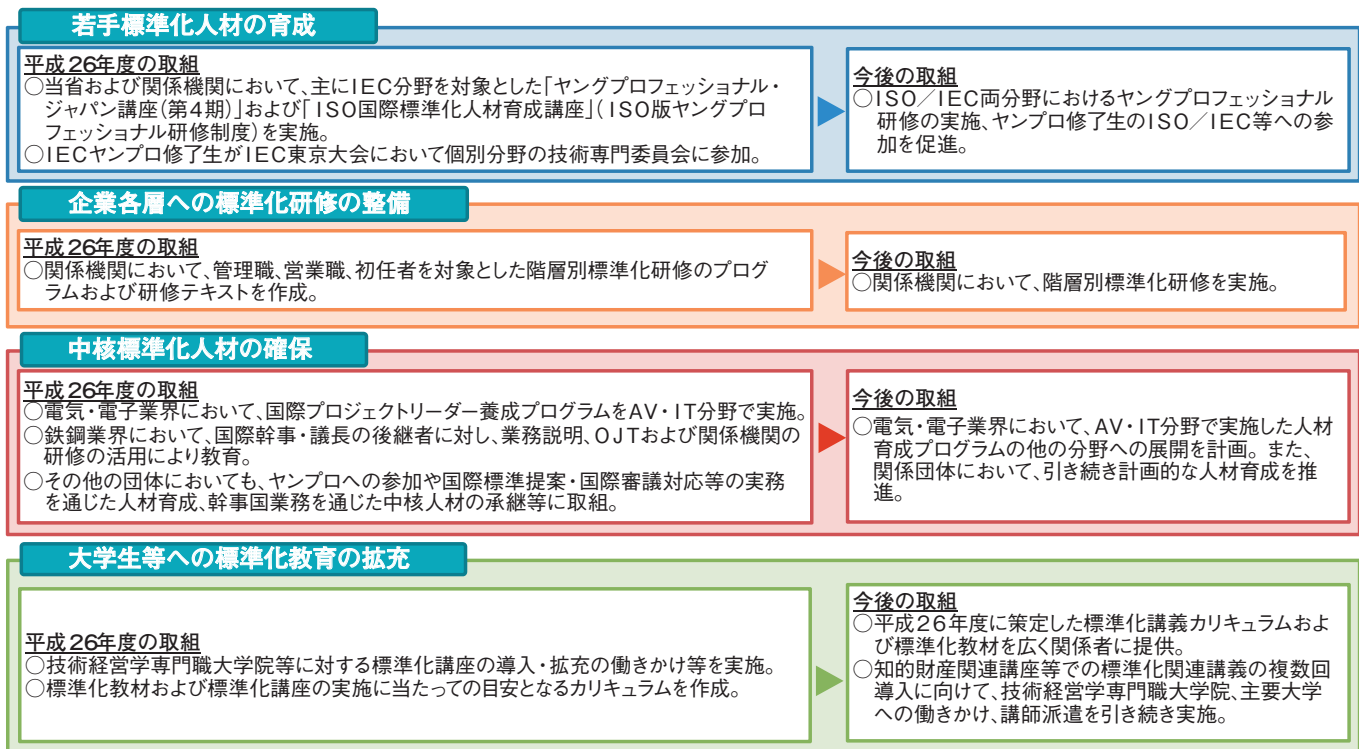 若手標準化人材の育成
平成26年度の取組
○当省および関係機関において、主にIEC分野を対象とした「ヤングプロフェッショナル・
ジャパン講座(第4期)」および「ISO国際標準化人材育成講座」(ISO版ヤングプロ
フェッショナル研修制度)を実施。
○IECヤンプロ修了生がIEC東京大会において個別分野の技術専門委員会に参加。
今後の取組
○ISO／IEC両分野におけるヤングプロフェッショナル
研修の実施、ヤンプロ修了生のISO／IEC等への参
加を促進。
企業各層への標準化研修の整備
平成26年度の取組
○関係機関において、管理職、営業職、初任者を対象とした階層別標準化研修のプログ
ラムおよび研修テキストを作成。
今後の取組
○関係機関において、階層別標準化研修を実施。
中核標準化人材の確保
平成26年度の取組
○電気・電子業界において、国際プロジェクトリーダー養成プログラムをAV・IT分野で実施。
○鉄鋼業界において、国際幹事・議長の後継者に対し、業務説明、OJTおよび関係機関の
研修の活用により教育。
○その他の団体においても、ヤンプロへの参加や国際標準提案・国際審議対応等の実務
を通じた人材育成、幹事国業務を通じた中核人材の承継等に取組。
今後の取組
○電気・電子業界において、AV・IT分野で実施した人材
育成プログラムの他の分野への展開を計画。また、
関係団体において、引き続き計画的な人材育成を推
進。
大学生等への標準化教育の拡充
平成26年度の取組
○技術経営学専門職大学院等に対する標準化講座の導入・拡充の働きかけ等を実施。
○標準化教材および標準化講座の実施に当たっての目安となるカリキュラムを作成。
今後の取組
○平成26年度に策定した標準化講義カリキュラムおよ
び標準化教材を広く関係者に提供。
○知的財産関連講座等での標準化関連講義の複数回
導入に向けて、技術経営学専門職大学院、主要大学
への働きかけ、講師派遣を引き続き実施。